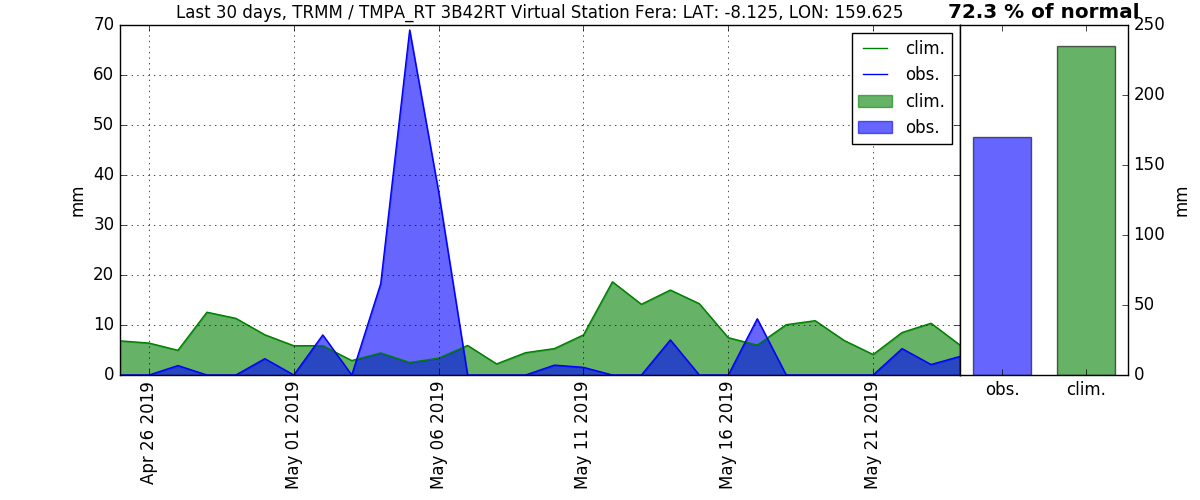 Last 30 days, TRMM / TMPA_RT 3B42RT Virtual Station Fera: LAT: -8.125, LON: 159.625
72.3 % of normal
70
60
50
40
30
20
10
0
mm
clim.
obs.
clim.
obs.
Apr 26 2019
May 01 2019
May 06 2019
May 11 2019
May 16 2019
May 21 2019
250
200
150
100
50
0
mm
obs.
clim.